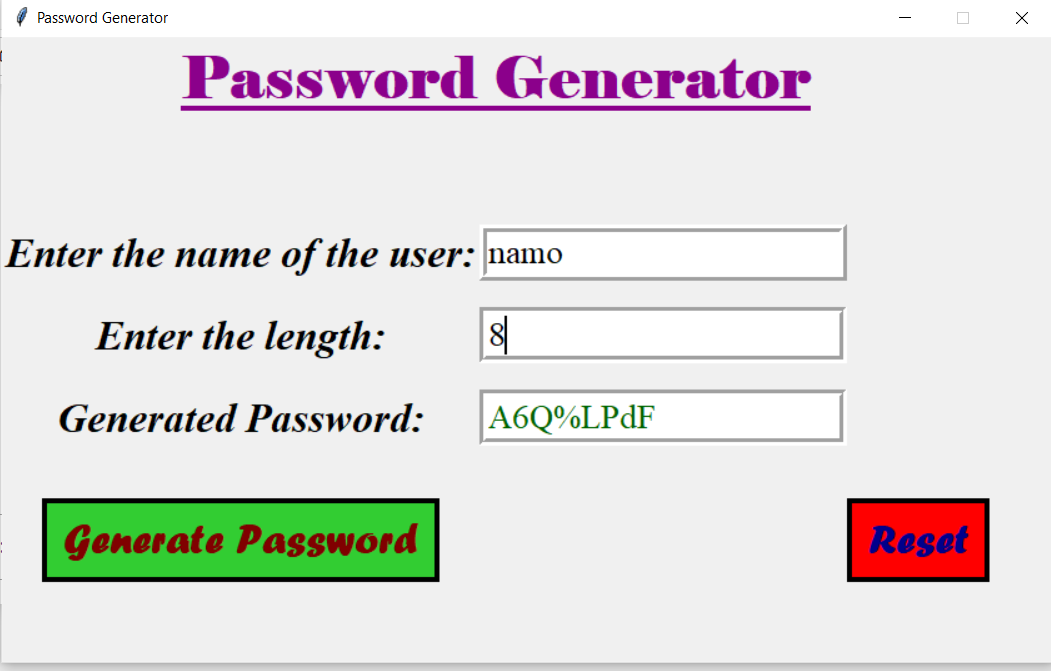 Password Generator
Password Generator
Enter the name of the user: namo
Enter the length: 8
Generated Password: A6Q%LPdF
Generate Password Reset